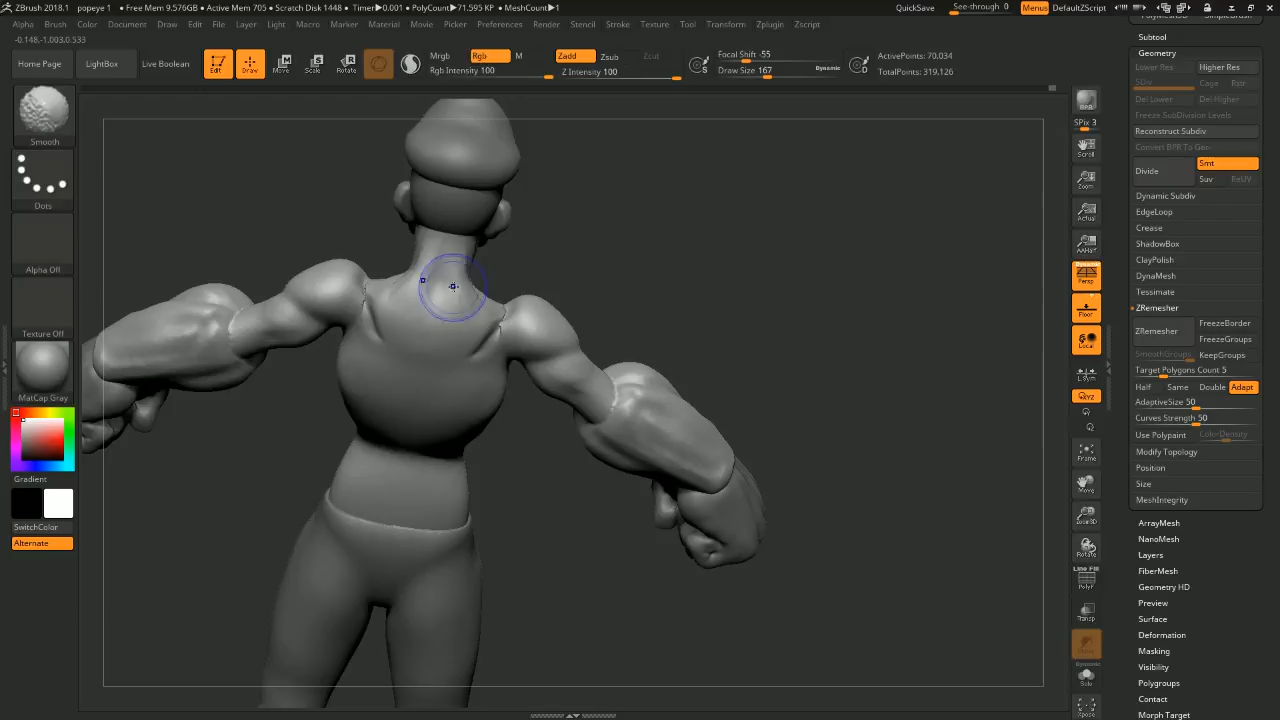 ZBrush 2018.1 popeye 1 • Free Mem 9.576GB • Active Mem 705 • Scratch Disk 1448 • Timer▶0.001 • PolyCount▶71.595 KP • MeshCount▶1
QuickSave See-through 0 Menus DefaultZScript
Alpha Brush Color Document Draw Edit File Layer Light Macro Marker Material Movie Picker Preferences Render Stencil Stroke Texture Tool Transform Zplugin Zscript
-0.148,-1.003,0.533
Home Page LightBox Live Boolean Edit Draw Move Scale Rotate
Mrgb Rgb M Zadd Zsub Zcut
Rgb Intensity 100 Z Intensity 100
Focal Shift -55
Draw Size 167 Dynamic
ActivePoints: 70,034
TotalPoints: 319,126
Smooth
Dots
Alpha Off
Texture Off
MatCap Gray
Gradient
SwitchColor
Alternate
BPR
SPix 3
Scroll
Zoom
Actual
AAHalf
Dynamic
Persp
Floor
Local
L.Sym
XYZ
Frame
Move
Zoom3D
Rotate
Line Fill
PolyF
Transp
Dynamic
Solo
Xpose
Subtool
Geometry
Lower Res Higher Res
SDiv Cage Rstr
Del Lower Del Higher
Freeze SubDivision Levels
Reconstruct Subdiv
Convert BPR To Geo
Divide Smt
Suv ReUV
Dynamic Subdiv
EdgeLoop
Crease
ShadowBox
ClayPolish
DynaMesh
Tessimate
ZRemesher
ZRemesher FreezeBorder
FreezeGroups
SmoothGroups KeepGroups
Target Polygons Count 5
Half Same Double Adapt
AdaptiveSize 50
Curves Strength 50
Use Polypaint ColorDensity
Modify Topology
Position
Size
MeshIntegrity
ArrayMesh
NanoMesh
Layers
FiberMesh
Geometry HD
Preview
Surface
Deformation
Masking
Visibility
Polygroups
Contact
Morph Target